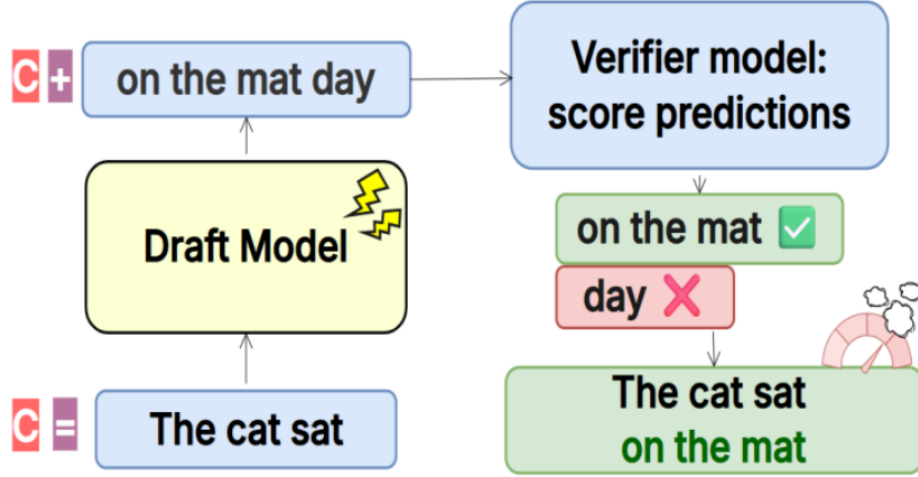 C + on the mat day
Verifier model:
score predictions
Draft Model
on the mat ✅
day ❌
C = The cat sat
The cat sat
on the mat